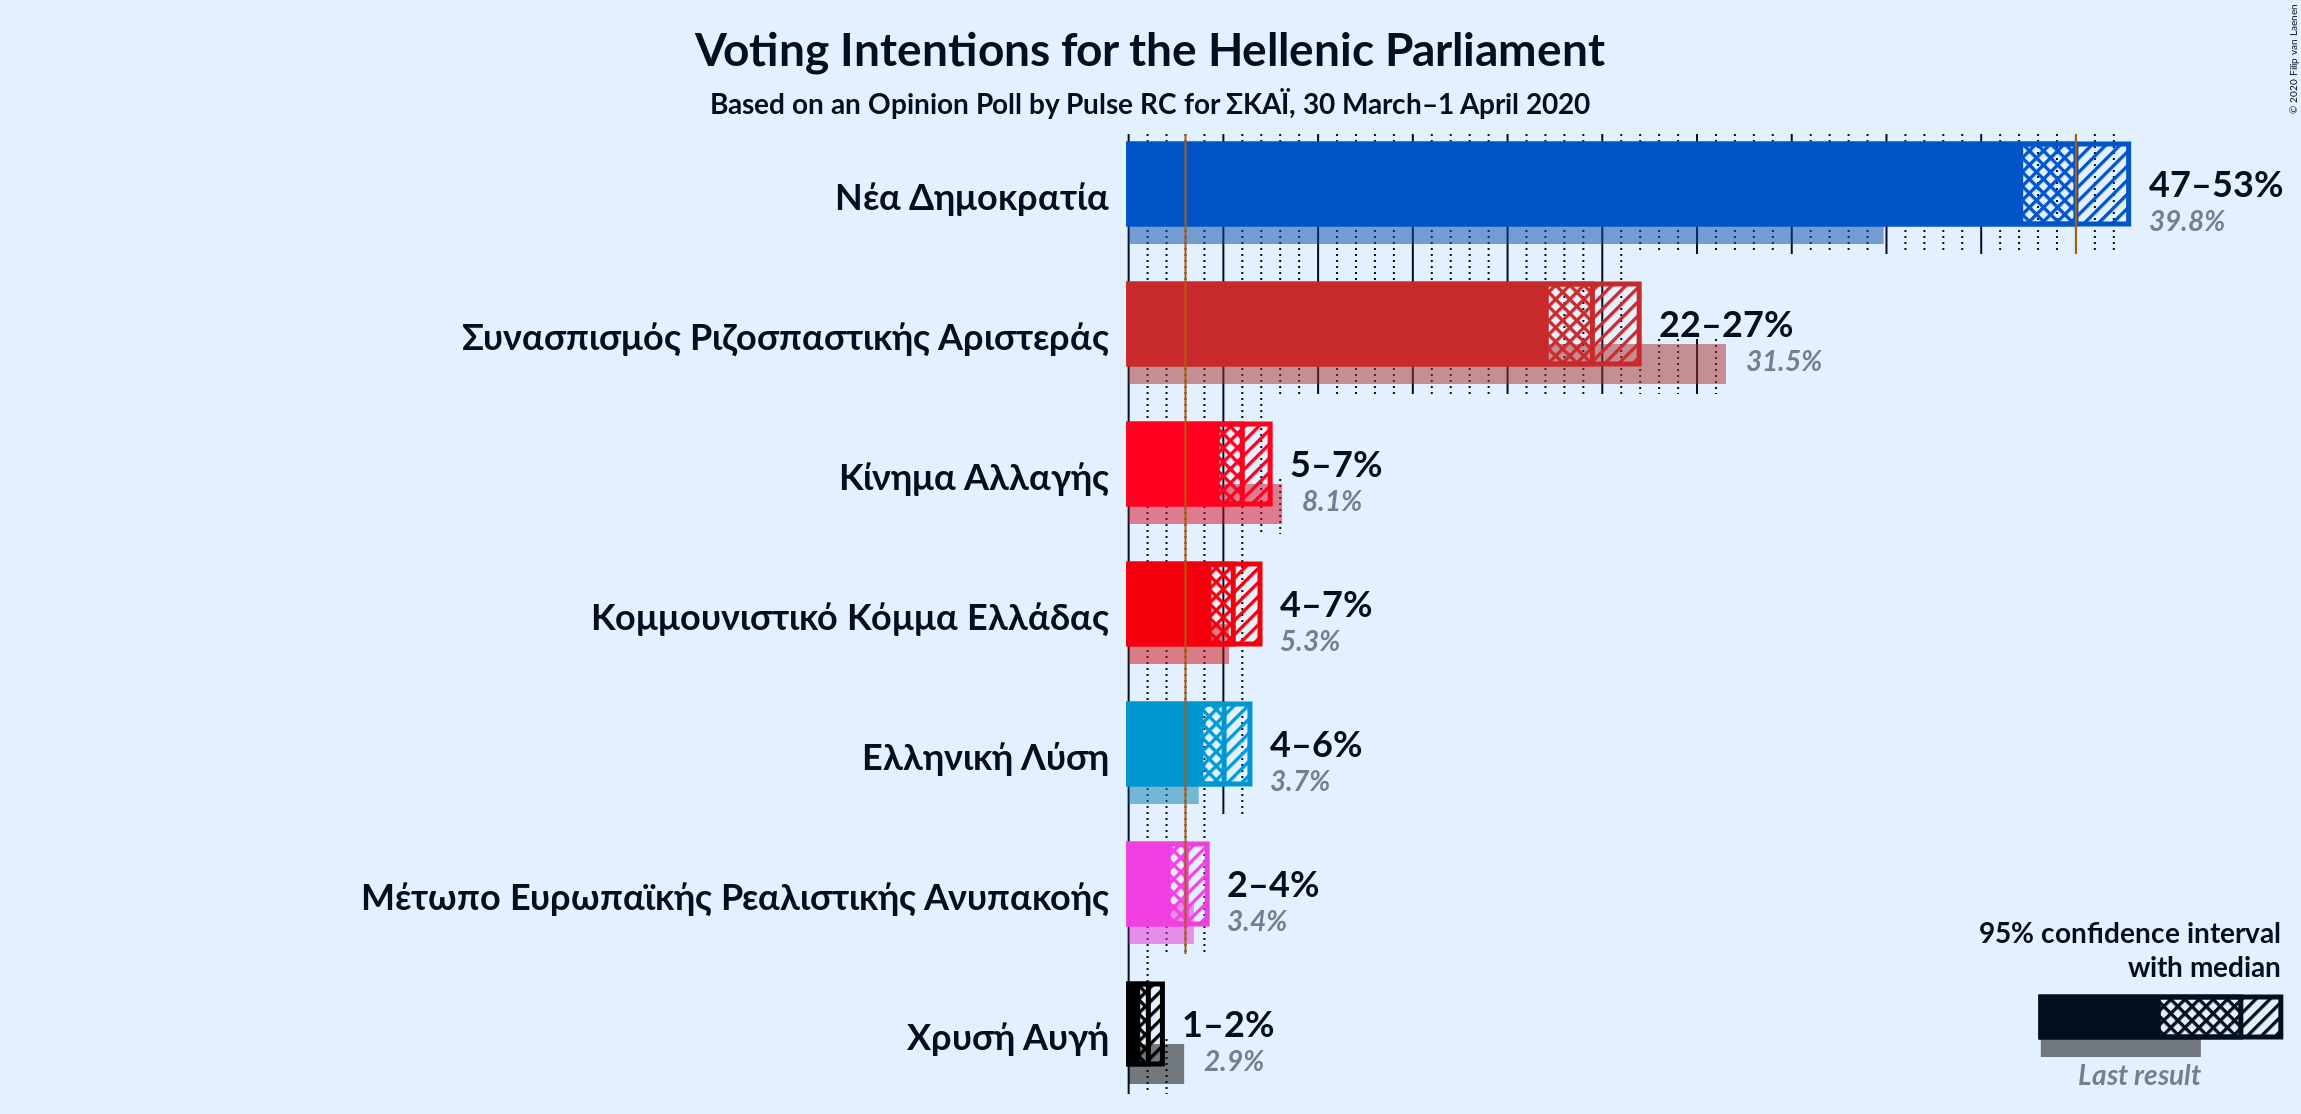 Voting Intentions for the Hellenic Parliament
Based on an Opinion Poll by Pulse RC for ΣΚΑΪ, 30 March–1 April 2020
© 2020 Filip van Laenen
Νέα Δημοκρατία
47–53%
39.8%
Συνασπισμός Ριζοσπαστικής Αριστεράς
22–27%
31.5%
Κίνημα Αλλαγής
5–7%
8.1%
Κομμουνιστικό Κόμμα Ελλάδας
4–7%
5.3%
Ελληνική Λύση
4–6%
3.7%
Μέτωπο Ευρωπαϊκής Ρεαλιστικής Ανυπακοής
2–4%
3.4%
Χρυσή Αυγή
1–2%
2.9%
95% confidence interval
with median
Last result